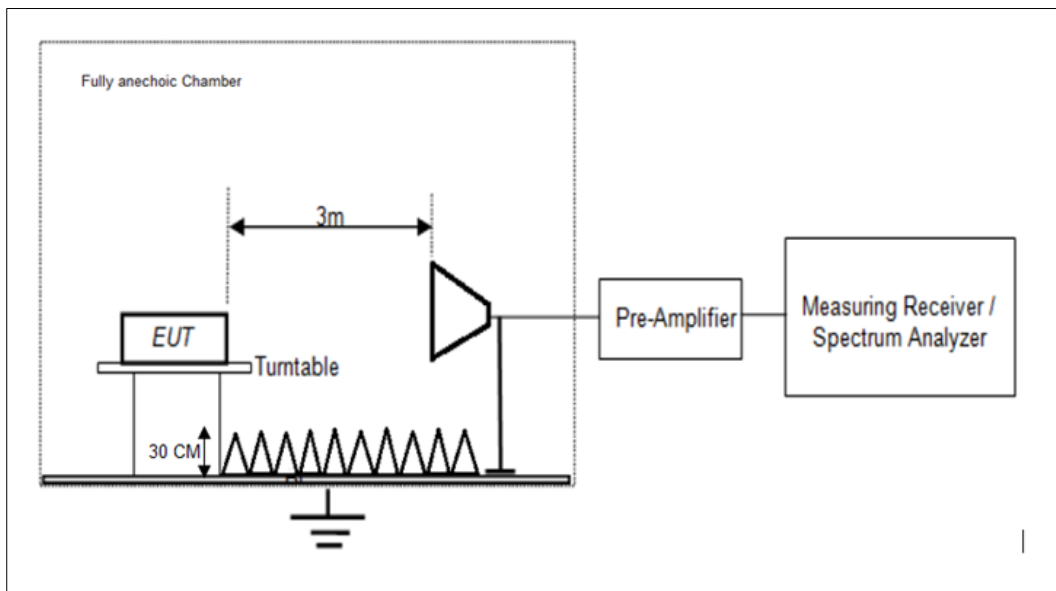 Fully anechoic Chamber
3m
EUT
Turntable
30 CM
Pre-Amplifier
Measuring Receiver /
Spectrum Analyzer